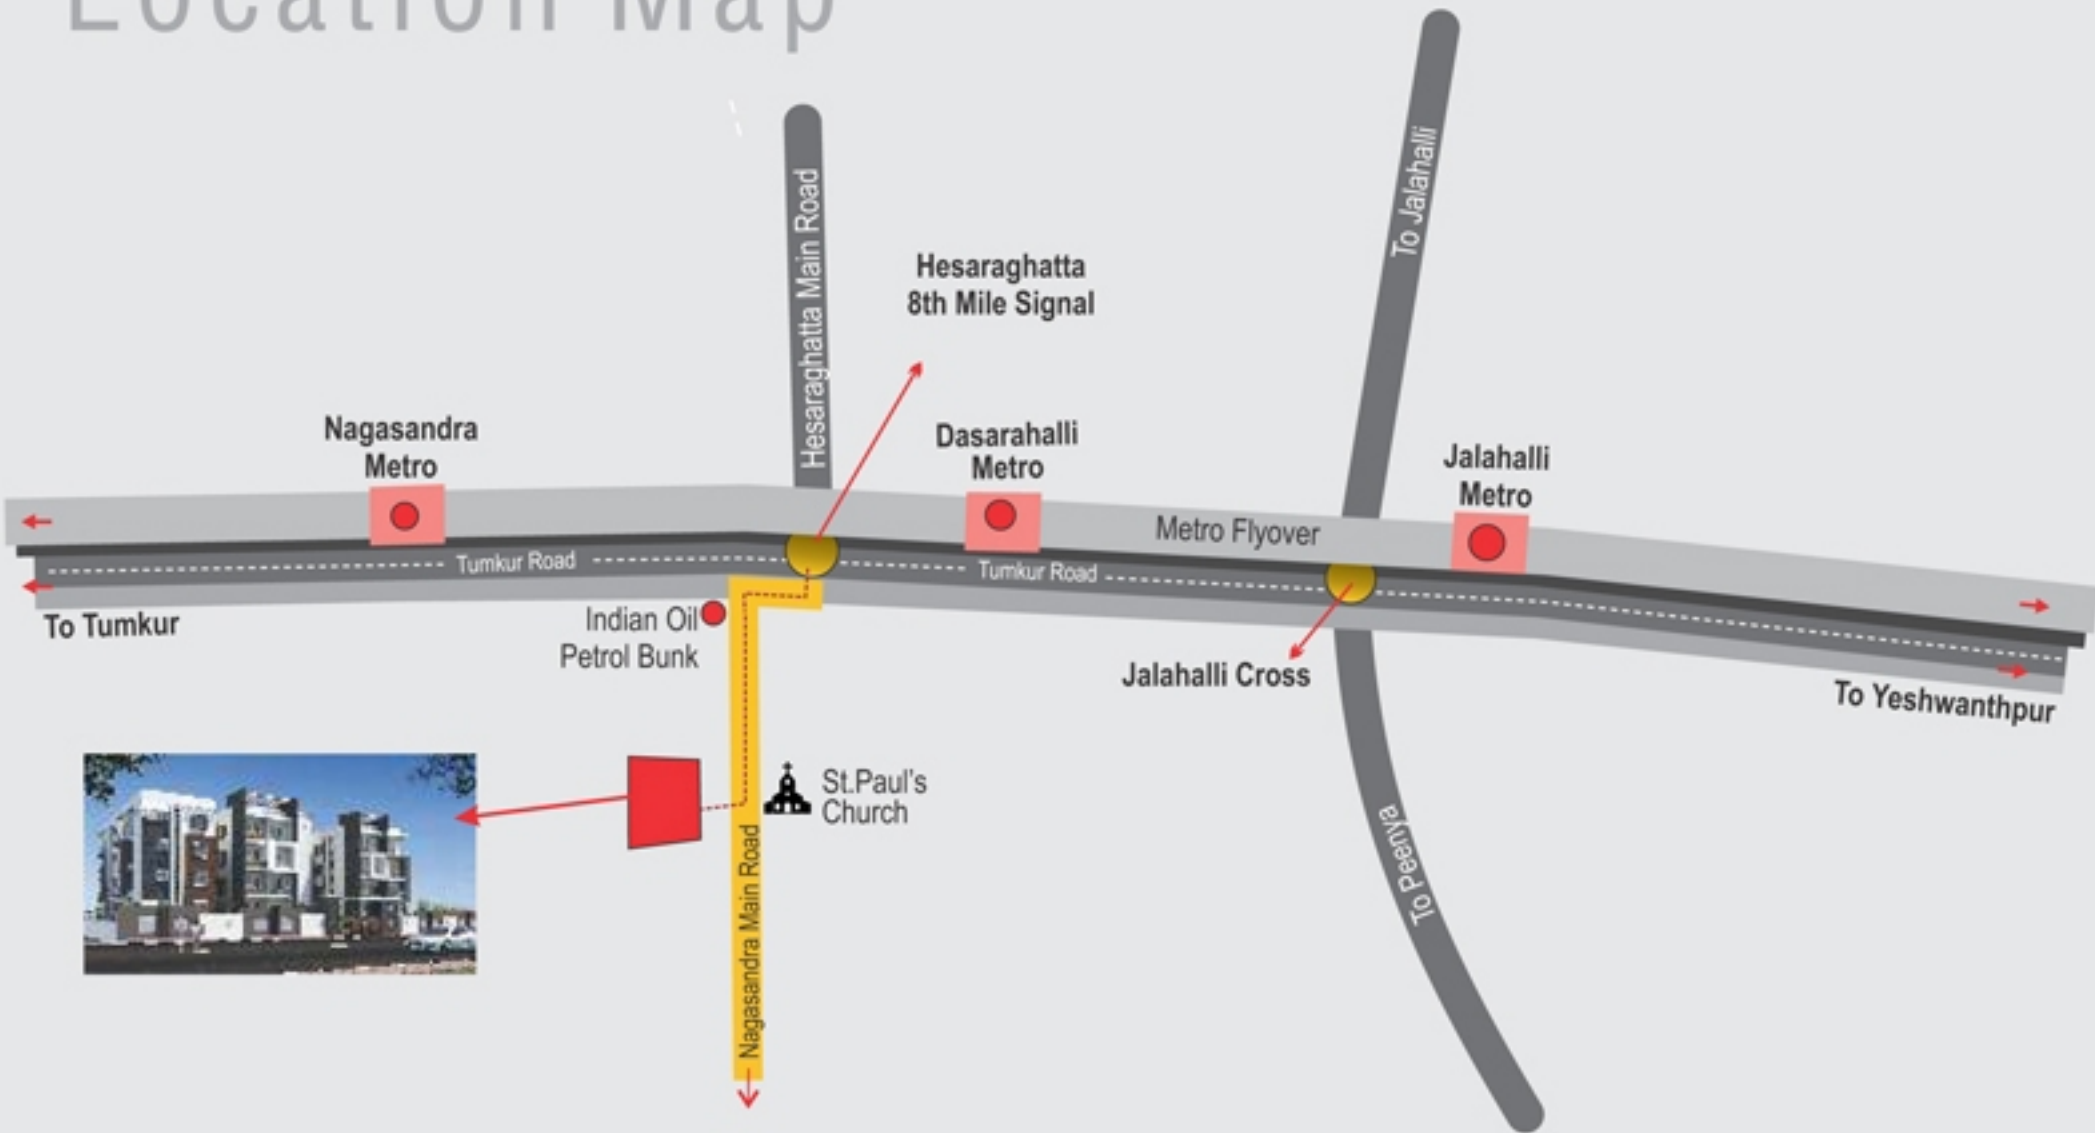 Location Map
To Jalahalli
Hesaraghatta Main Road
Hesaraghatta
8th Mile Signal
Nagasandra
Metro
Dasarahalli
Metro
Jalahalli
Metro
Metro Flyover
Tumkur Road
Tumkur Road
To Tumkur
Indian Oil
Petrol Bunk
Jalahalli Cross
To Yeshwanthpur
St.Paul's
Church
To Peenya
Nagasandra Main Road